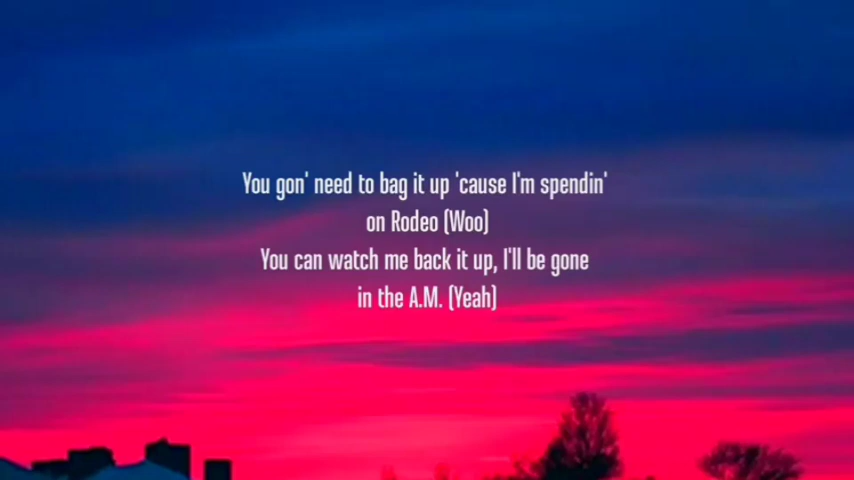 You gon' need to bag it up 'cause I'm spendin'
on Rodeo (Woo)
You can watch me back it up, I'll be gone
in the A.M. (Yeah)